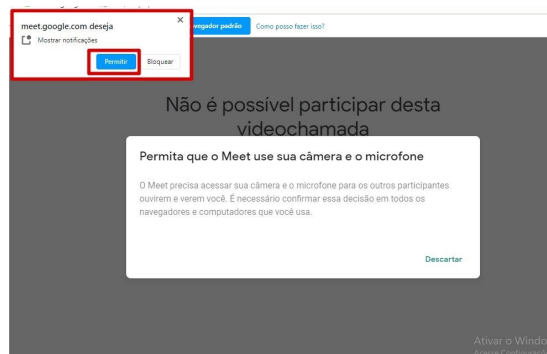 meet.google.com deseja
Mostrar notificações
Permitir
Bloquear
navegador padrão
Como posso fazer isso?
Não é possível participar desta
videochamada
Permita que o Meet use sua câmera e o microfone
O Meet precisa acessar sua câmera e o microfone para os outros participantes
ouvirem e verem você. É necessário confirmar essa decisão em todos os
navegadores e computadores que você usa.
Descartar
Ativar o Windo